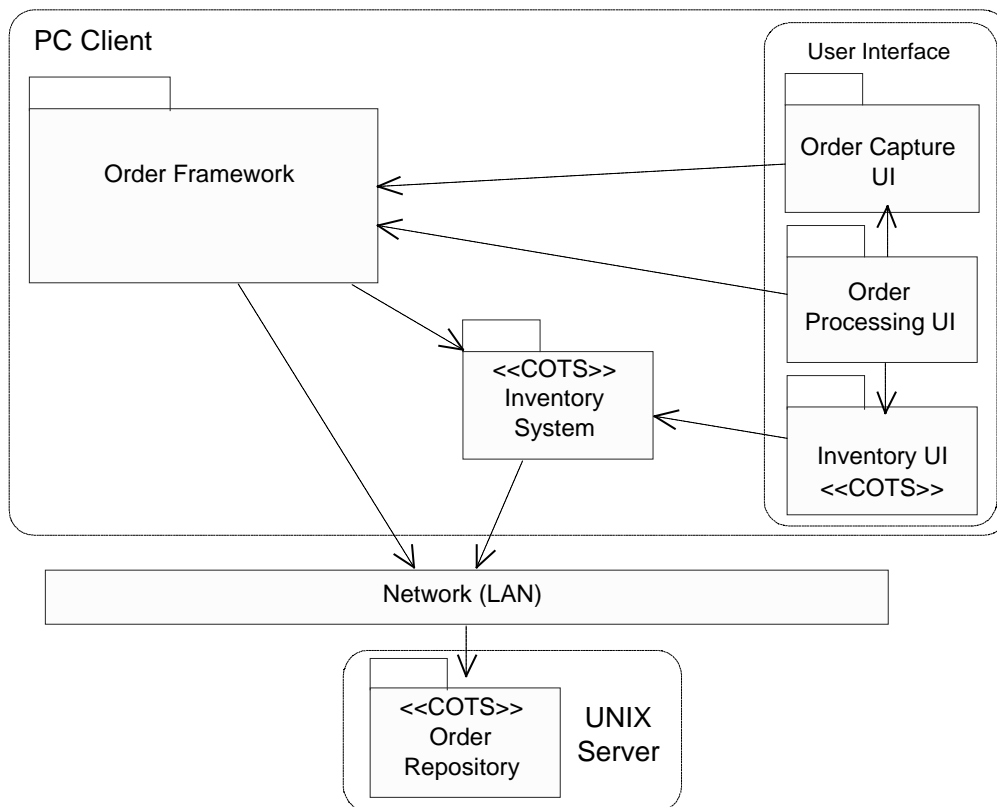 PC Client
User Interface
Order Framework
Order Capture
UI
Order
Processing UI
<<COTS>>
Inventory
System
Inventory UI
<<COTS>>
Network (LAN)
<<COTS>>
Order
Repository
UNIX
Server